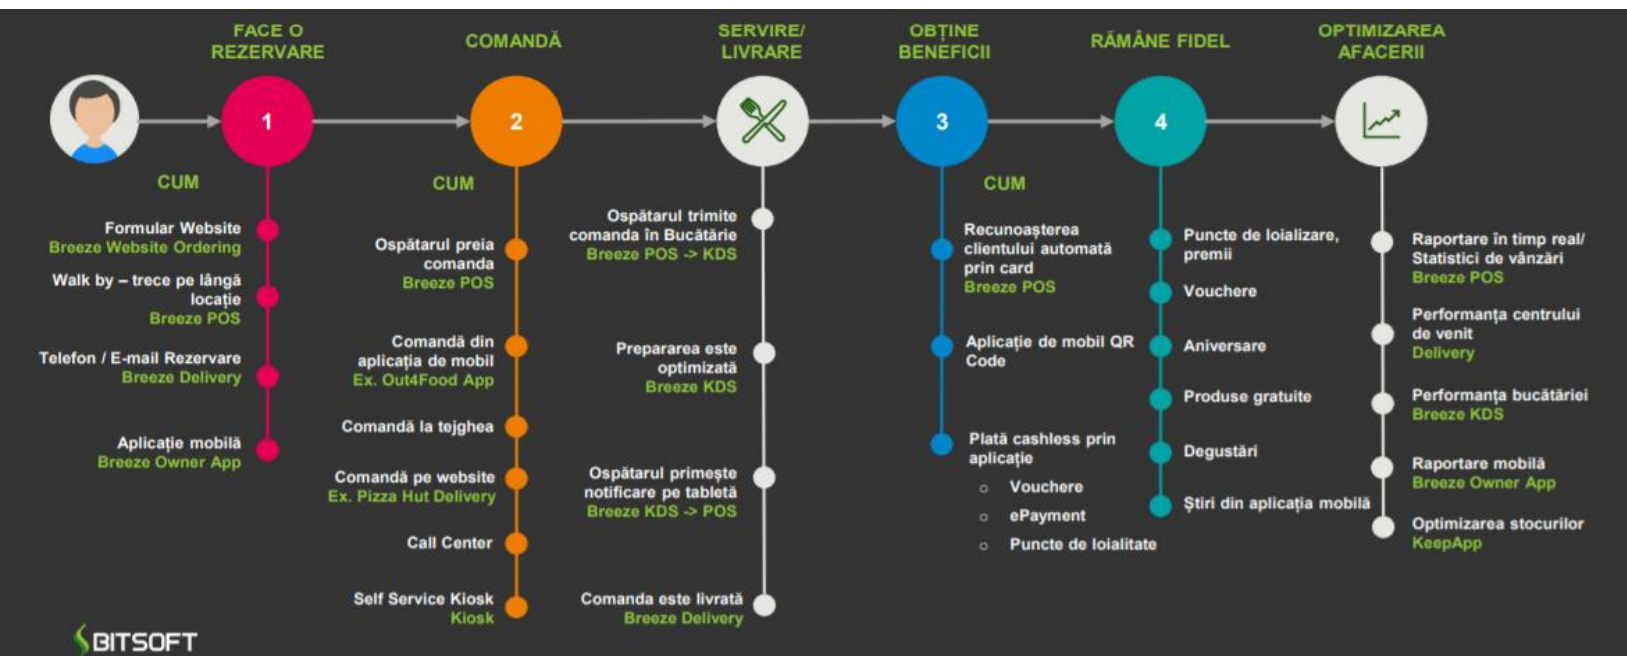 FACE O
REZERVARE
COMANDĂ
SERVIRE/
LIVRARE
OBȚINE
BENEFICII
RĂMÂNE FIDEL
OPTIMIZAREA
AFACERII
1
2
3
4
CUM
Formular Website
Breeze Website Ordering
Walk by – trece pe lângă
locație
Breeze POS
Telefon / E-mail Rezervare
Breeze Delivery
Aplicație mobilă
Breeze Owner App
CUM
Ospătarul preia
comanda
Breeze POS
Comandă din
aplicația de mobil
Ex. Out4Food App
Comandă la tejghea
Comandă pe website
Ex. Pizza Hut Delivery
Call Center
Self Service Kiosk
Kiosk
Ospătarul trimite
comanda în Bucătărie
Breeze POS -> KDS
Prepararea este
optimizată
Breeze KDS
Ospătarul primește
notificare pe tabletă
Breeze KDS -> POS
Comanda este livrată
Breeze Delivery
CUM
Recunoașterea
clientului automată
prin card
Breeze POS
Aplicație de mobil QR
Code
Plată cashless prin
aplicație
o Vouchere
o ePayment
o Puncte de loialitate
Puncte de loializare,
premii
Vouchere
Aniversare
Produse gratuite
Degustări
Știri din aplicația mobilă
Raportare în timp real/
Statistici de vânzări
Breeze POS
Performanța centrului
de venit
Delivery
Performanța bucătăriei
Breeze KDS
Raportare mobilă
Breeze Owner App
Optimizarea stocurilor
KeepApp
BITSOFT